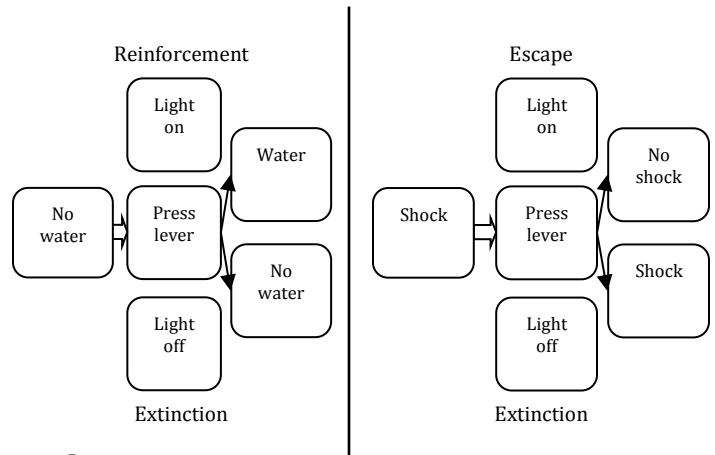 Reinforcement
Light
on
Water
No
water
Press
lever
No
water
Light
off
Extinction
Escape
Light
on
No
shock
Shock
Press
lever
Shock
Light
off
Extinction